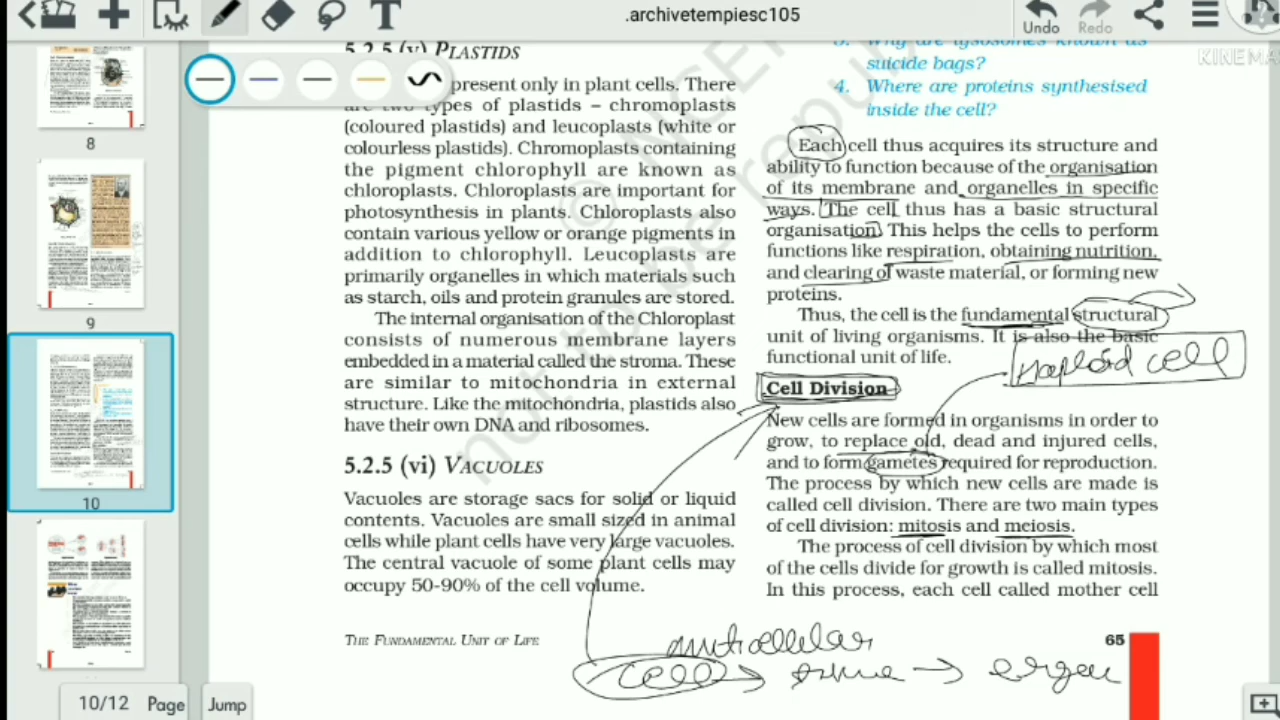 .archivetempiesc105
Undo
Redo
KINEMA
8
9
10
10/12 Page
Jump
5.2.5 (v) PLASTIDS
present only in plant cells. There
are two types of plastids – chromoplasts
(coloured plastids) and leucoplasts (white or
colourless plastids). Chromoplasts containing
the pigment chlorophyll are known as
chloroplasts. Chloroplasts are important for
photosynthesis in plants. Chloroplasts also
contain various yellow or orange pigments in
addition to chlorophyll. Leucoplasts are
primarily organelles in which materials such
as starch, oils and protein granules are stored.
The internal organisation of the Chloroplast
consists of numerous membrane layers
embedded in a material called the stroma. These
are similar to mitochondria in external
structure. Like the mitochondria, plastids also
have their own DNA and ribosomes.
5.2.5 (vi) VACUOLES
Vacuoles are storage sacs for solid or liquid
contents. Vacuoles are small sized in animal
cells while plant cells have very large vacuoles.
The central vacuole of some plant cells may
occupy 50-90% of the cell volume.
THE FUNDAMENTAL UNIT OF LIFE
3. Why are lysosomes known as
suicide bags?
4. Where are proteins synthesised
inside the cell?
Each cell thus acquires its structure and
ability to function because of the organisation
of its membrane and organelles in specific
ways. The cell thus has a basic structural
organisation. This helps the cells to perform
functions like respiration, obtaining nutrition,
and clearing of waste material, or forming new
proteins.
Thus, the cell is the fundamental structural
unit of living organisms. It is also the basic
functional unit of life.
Haploid cell
Cell Division
New cells are formed in organisms in order to
grow, to replace old, dead and injured cells,
and to form gametes required for reproduction.
The process by which new cells are made is
called cell division. There are two main types
of cell division: mitosis and meiosis.
The process of cell division by which most
of the cells divide for growth is called mitosis.
In this process, each cell called mother cell
65
multicellular
cell → → organ